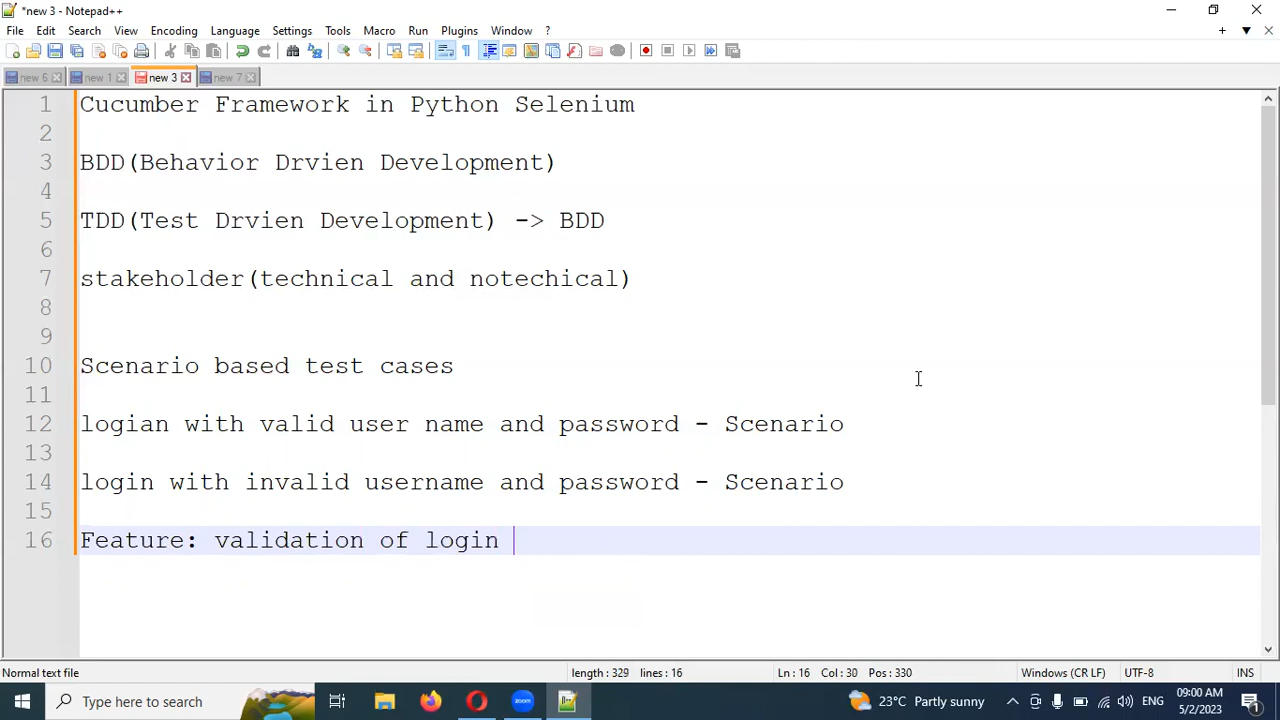 *new 3 - Notepad++
File Edit Search View Encoding Language Settings Tools Macro Run Plugins Window ?
new 6 new 1 new 3 new 7
1 Cucumber Framework in Python Selenium
2
3 BDD(Behavior Drvien Development)
4
5 TDD(Test Drvien Development) -> BDD
6
7 stakeholder(technical and notechical)
8
9
10 Scenario based test cases
11
12 logian with valid user name and password - Scenario
13
14 login with invalid username and password - Scenario
15
16 Feature: validation of login
Normal text file length : 329 lines : 16 Ln : 16 Col : 30 Pos : 330 Windows (CR LF) UTF-8 INS
Type here to search zoom 23°C Partly sunny ENG 09:00 AM
5/2/2023 1